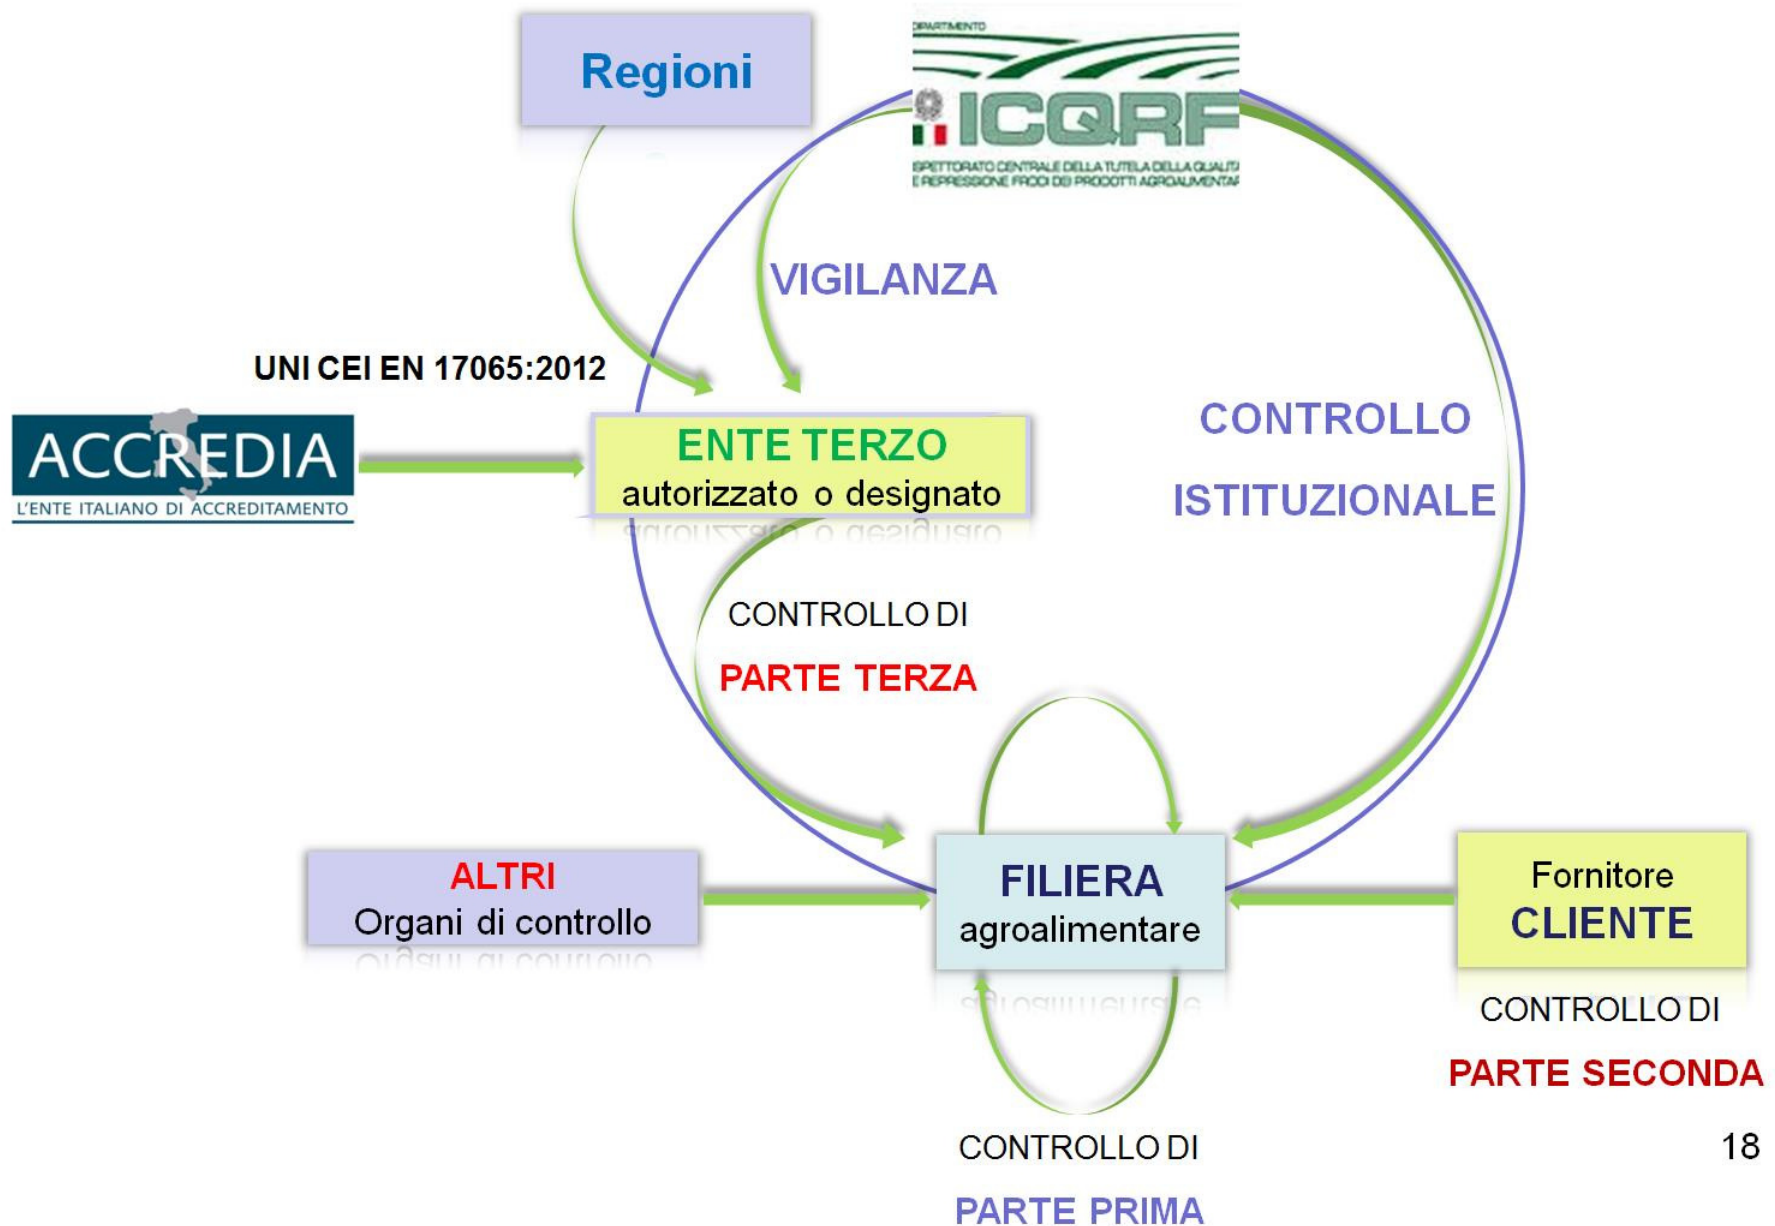 Regioni
DIPARTIMENTO
ICQRF
ISPETTORATO CENTRALE DELLA TUTELA DELLA QUALITA
E REPRESSIONE FRODI DEI PRODOTTI AGROALIMENTAR
VIGILANZA
UNI CEI EN 17065:2012
ACCREDIA
L'ENTE ITALIANO DI ACCREDITAMENTO
ENTE TERZO
autorizzato o designato
CONTROLLO
ISTITUZIONALE
CONTROLLO DI
PARTE TERZA
ALTRI
Organi di controllo
FILIERA
agroalimentare
Fornitore
CLIENTE
CONTROLLO DI
PARTE SECONDA
CONTROLLO DI
PARTE PRIMA
18